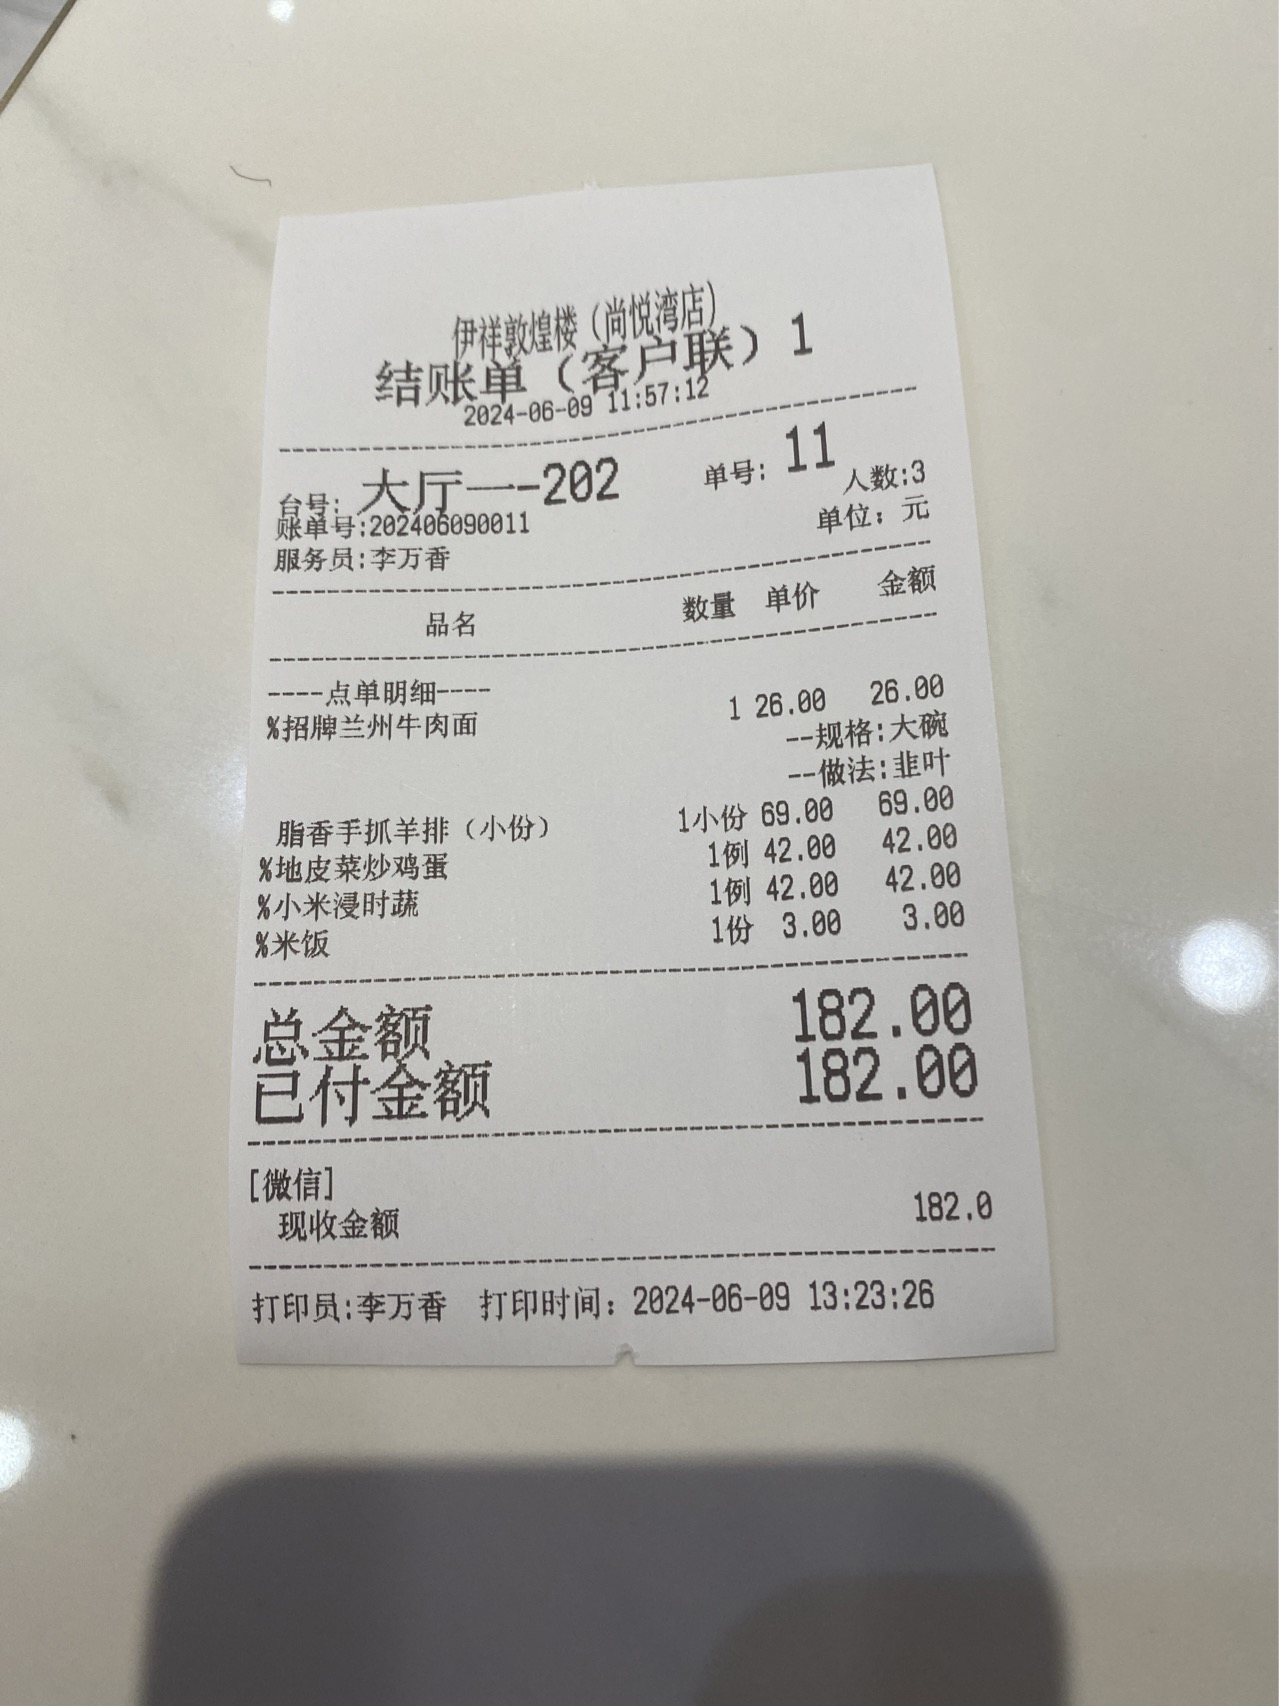 伊祥敦煌楼（尚悦湾店）
结账单（客户联）1
2024-06-09 11:57:12
台号: 大厅一-202 单号: 11
人数:3
账单号:202406090011 单位：元
服务员:李万香
品名 数量 单价 金额
----点单明细----
%招牌兰州牛肉面 1 26.00 26.00
--规格:大碗
--做法:韭叶
脂香手抓羊排（小份） 1小份 69.00 69.00
%地皮菜炒鸡蛋 1例 42.00 42.00
%小米浸时蔬 1例 42.00 42.00
%米饭 1份 3.00 3.00
总金额 182.00
已付金额 182.00
[微信]
现收金额 182.0
打印员:李万香 打印时间：2024-06-09 13:23:26